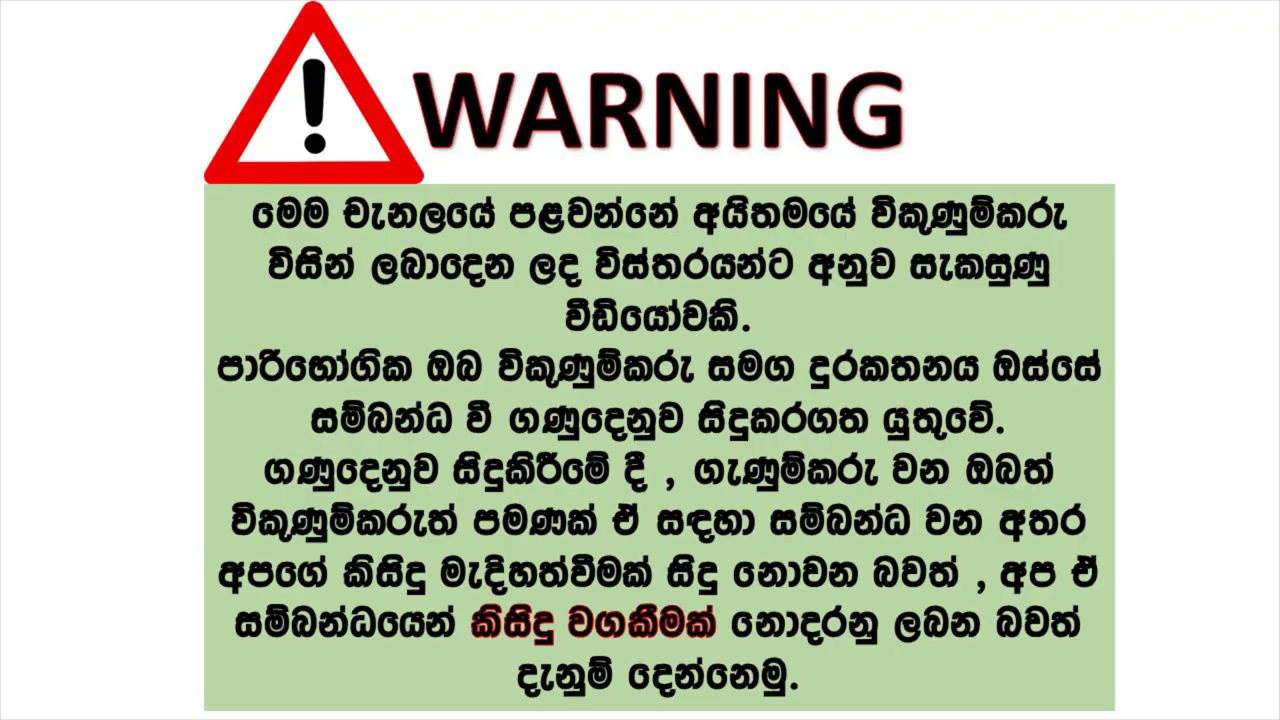 WARNING
මෙම චැනලයේ පළවන්නේ අයිතමයේ විකුණුම්කරු
විසින් ලබාදෙන ලද විස්තරයන්ට අනුව සැකසුණු
වීඩියෝවකි.
පාරිභෝගික ඔබ විකුණුම්කරු සමග දුරකතනය ඔස්සේ
සම්බන්ධ වී ගණුදෙනුව සිදුකරගත යුතුවේ.
ගණුදෙනුව සිදුකිරීමේ දී , ගැණුම්කරු වන ඔබත්
විකුණුම්කරුත් පමණක් ඒ සඳහා සම්බන්ධ වන අතර
අපගේ කිසිදු මැදිහත්වීමක් සිදු නොවන බවත් , අප ඒ
සම්බන්ධයෙන් කිසිදු වගකීමක් නොදරනු ලබන බවත්
දැනුම් දෙන්නෙමු.